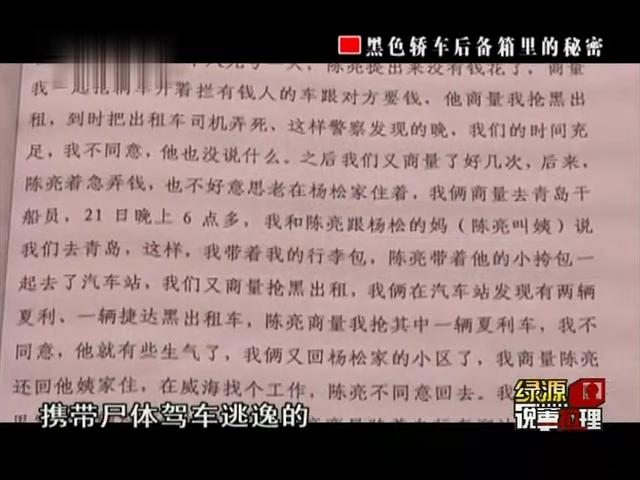 黑色轿车后备箱里的秘密
陈亮提出来没有钱花了，商量
我一起抢辆车开着拦有钱人的车跟对方要钱，他商量我抢黑出
租，到时把出租车司机弄死，这样警察发现的晚，我们的时间充
足，我不同意，他也没说什么。之后我们又商量了好几次，后来，
陈亮着急弄钱，也不好意思老在杨松家住着，我俩商量去青岛干
船员，21 日晚上 6 点多，我和陈亮跟杨松的妈（陈亮叫姨）说
我们去青岛，这样，我带着我的行李包，陈亮带着他的小挎包一
起去了汽车站，我们又商量抢黑出租，我俩在汽车站发现有两辆
夏利、一辆捷达黑出租车，陈亮商量我抢其中一辆夏利车，我不
同意，他就有些生气了，我俩又回杨松家的小区了，我商量陈亮
还回他姨家住，在威海找个工作，陈亮不同意回去。我
绿源
说事拉理
携带尸体驾车逃逸的